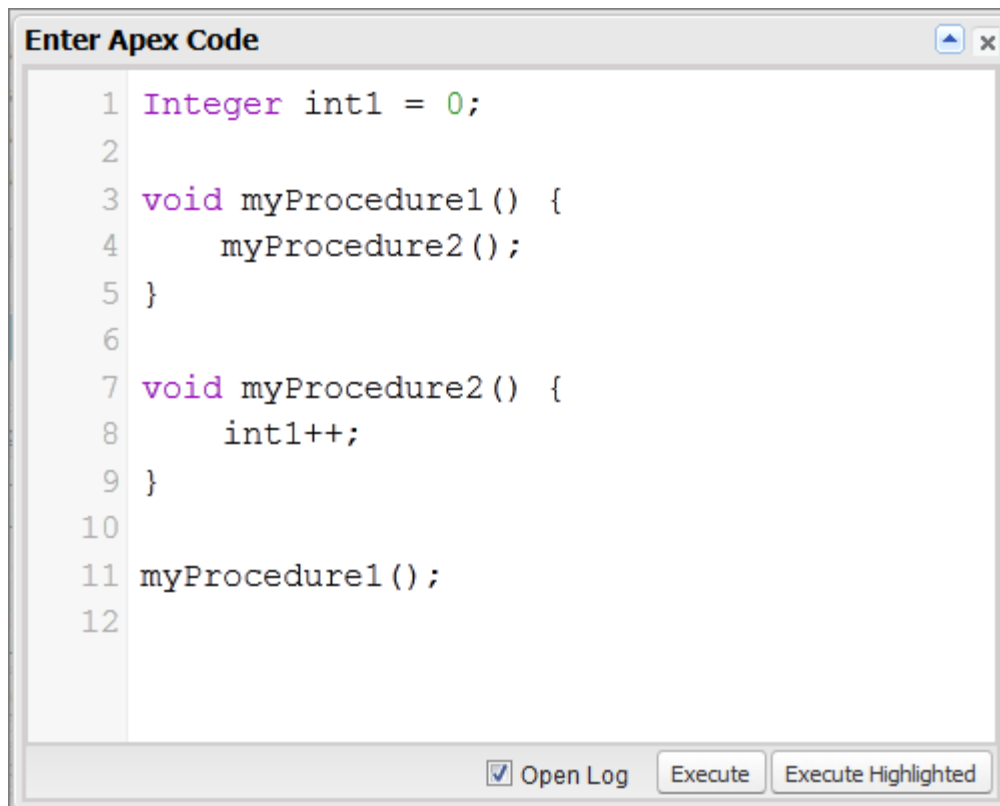 Enter Apex Code
1 Integer int1 = 0;
2
3 void myProcedure1() {
4     myProcedure2();
5 }
6
7 void myProcedure2() {
8     int1++;
9 }
10
11 myProcedure1();
12
Open Log Execute Execute Highlighted